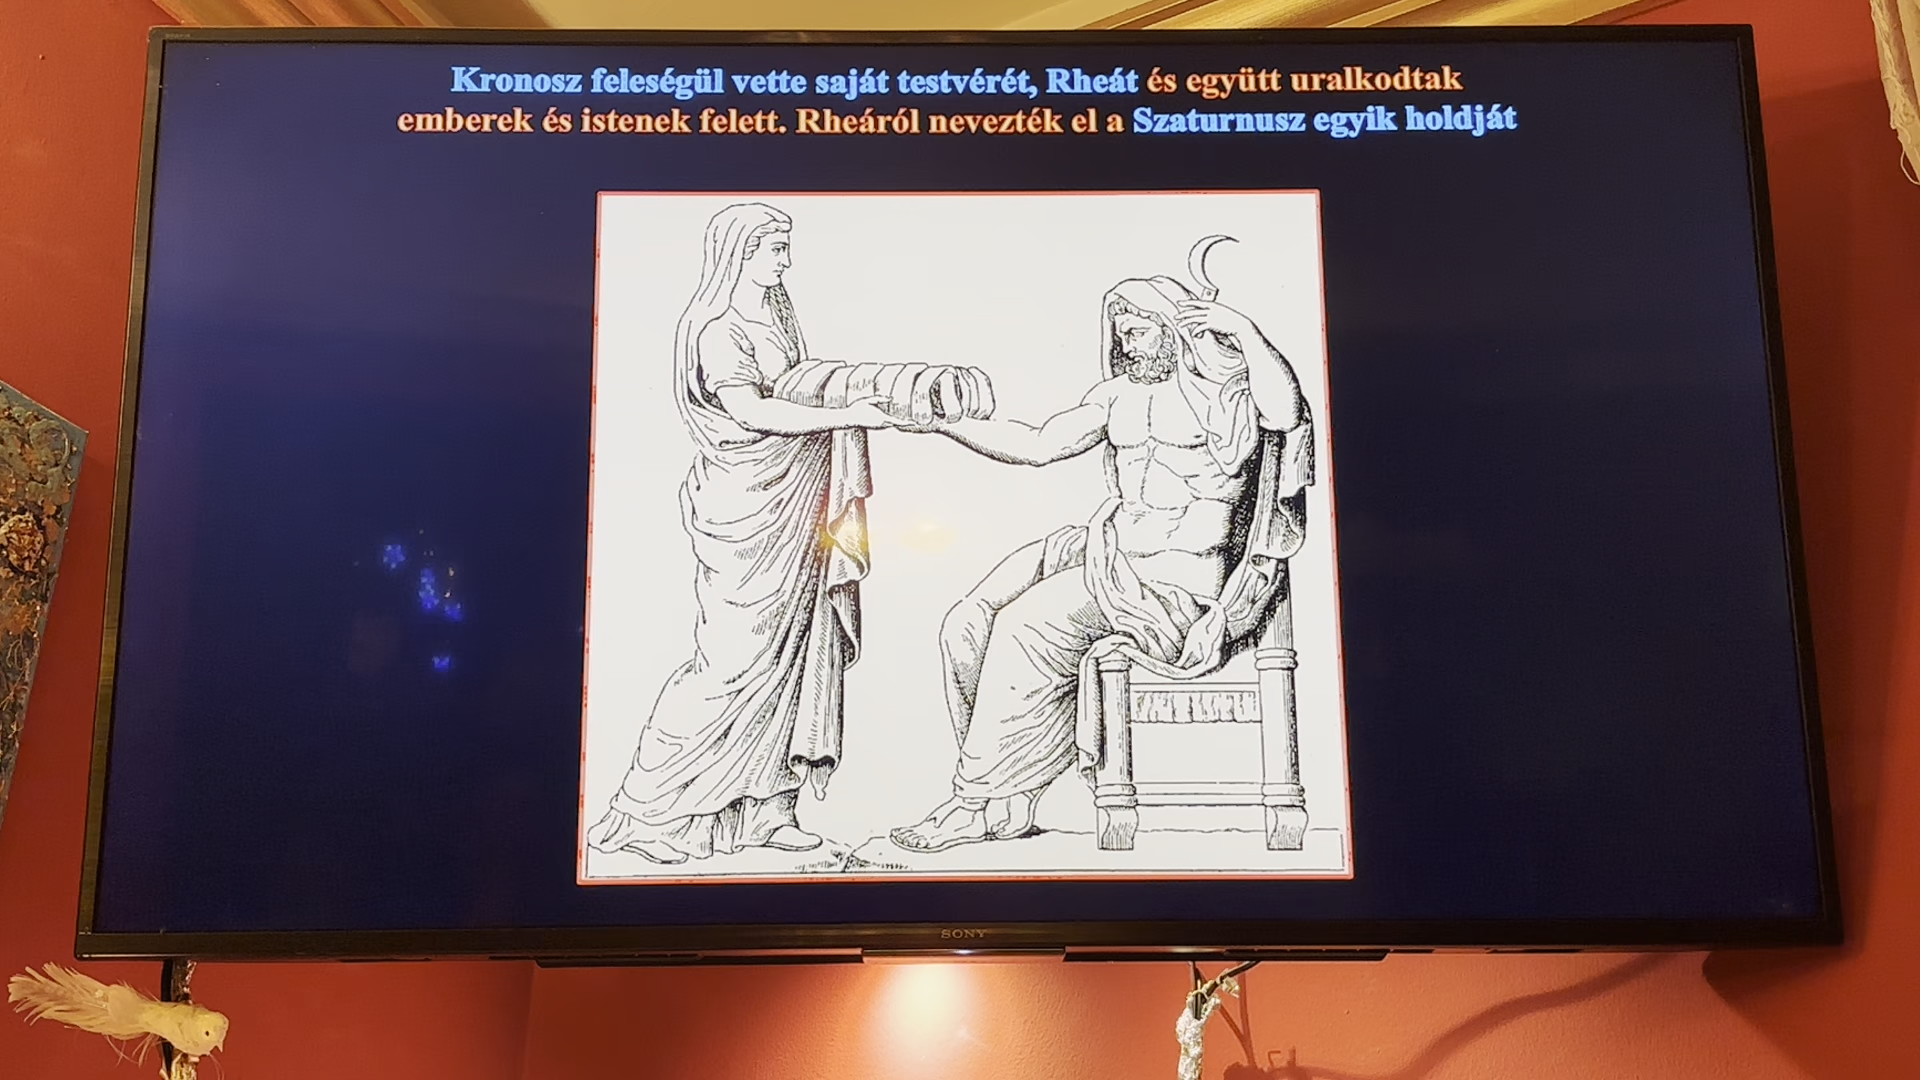 Kronosz feleségül vette saját testvérét, Rheát és együtt uralkodtak
emberek és istenek felett. Rheáról nevezték el a Szaturnusz egyik holdját
SONY